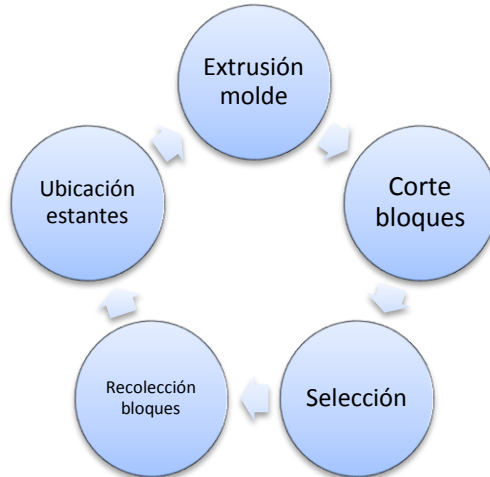 Extrusión
molde
Corte
bloques
Selección
Recolección
bloques
Ubicación
estantes